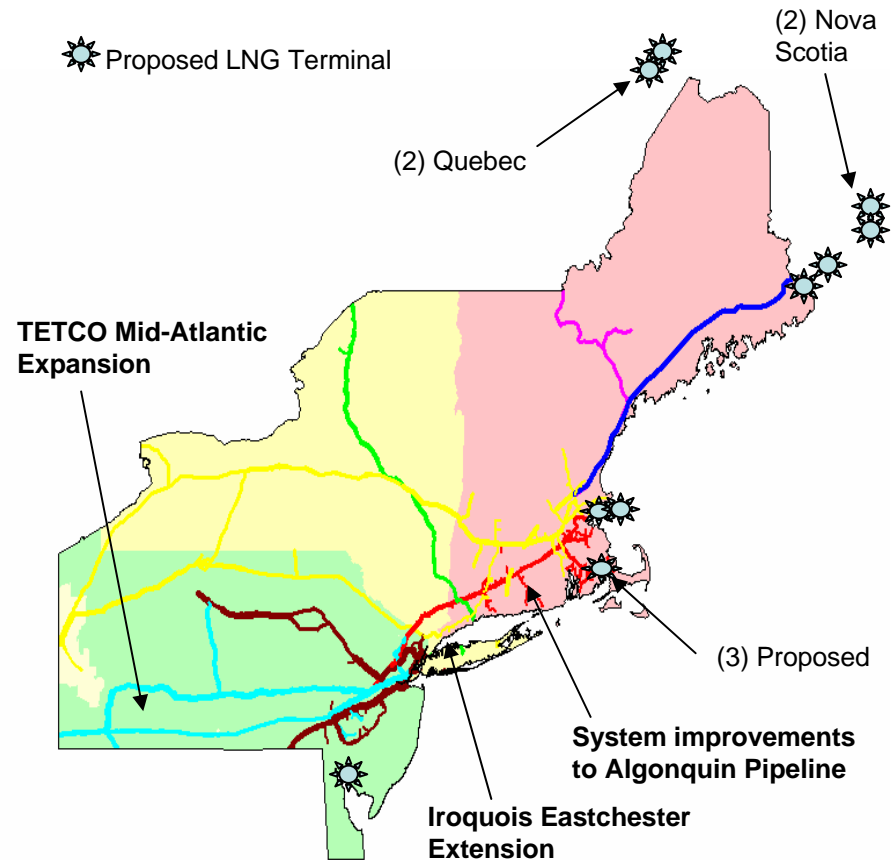 (2) Nova
Scotia
Proposed LNG Terminal
(2) Quebec
TETCO Mid-Atlantic
Expansion
(3) Proposed
System improvements
to Algonquin Pipeline
Iroquois Eastchester
Extension